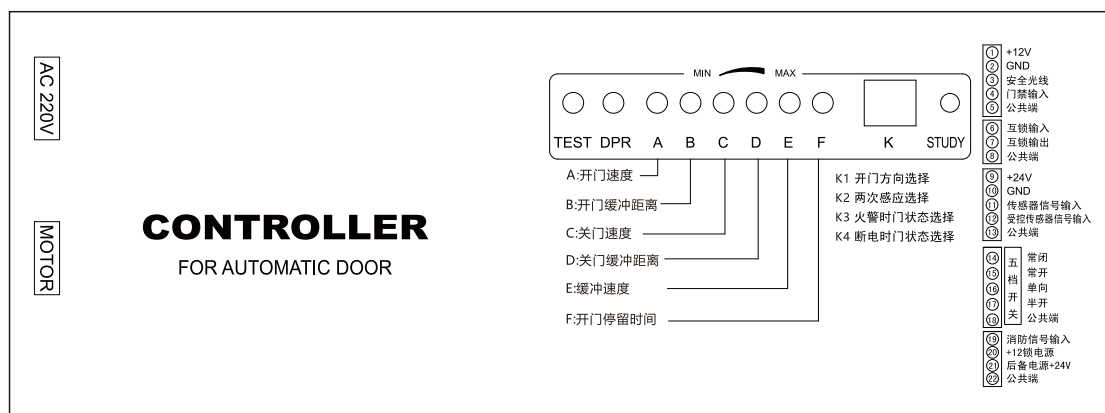 AC 220V
MOTOR
CONTROLLER
FOR AUTOMATIC DOOR
MIN MAX
TEST DPR A B C D E F K STUDY
A:开门速度
B:开门缓冲距离
C:关门速度
D:关门缓冲距离
E:缓冲速度
F:开门停留时间
K1 开门方向选择
K2 两次感应选择
K3 火警时门状态选择
K4 断电时门状态选择
① +12V
② GND
③ 安全光线
④ 门禁输入
⑤ 公共端
⑥ 互锁输入
⑦ 互锁输出
⑧ 公共端
⑨ +24V
⑩ GND
⑪ 传感器信号输入
⑫ 受控传感器信号输入
⑬ 公共端
五档开关
⑭ 常闭
⑮ 常开
⑯ 单向
⑰ 半开
⑱ 公共端
⑲ 消防信号输入
⑳ +12锁电源
㉑ 后备电源+24V
㉒ 公共端